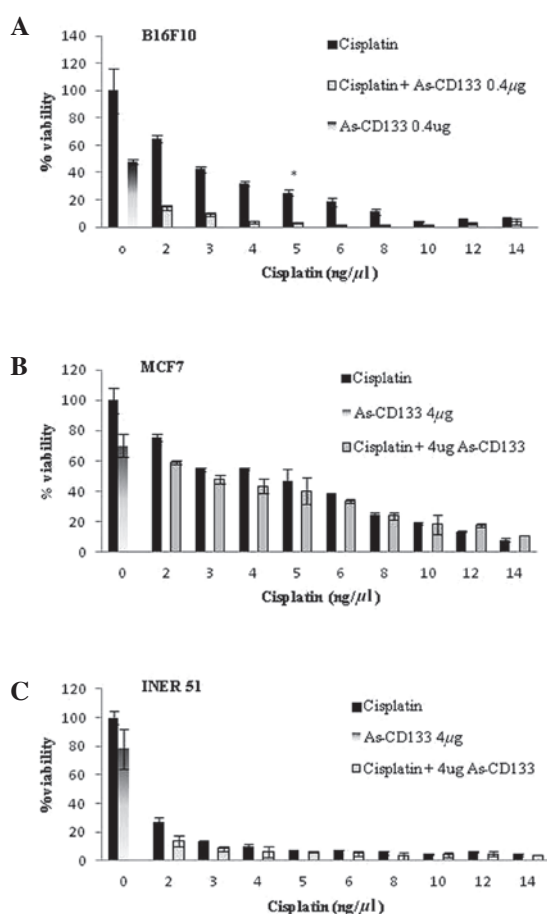 A
B16F10
140
120
100
80
60
40
20
0
% viability
Cisplatin
Cisplatin + As-CD133 0.4µg
As-CD133 0.4ug
*
o 2 3 4 5 6 8 10 12 14
Cisplatin (ng/µl )
B
MCF7
120
100
80
60
40
20
0
% viability
Cisplatin
As-CD133 4µg
Cisplatin + 4ug As-CD133
0 2 3 4 5 6 8 10 12 14
Cisplatin (ng/µl )
C
INER 51
120
100
80
60
40
20
0
%viability
Cisplatin
As-CD133 4µg
Cisplatin + 4ug As-CD133
0 2 3 4 5 6 8 10 12 14
Cisplatin (ng/µl )